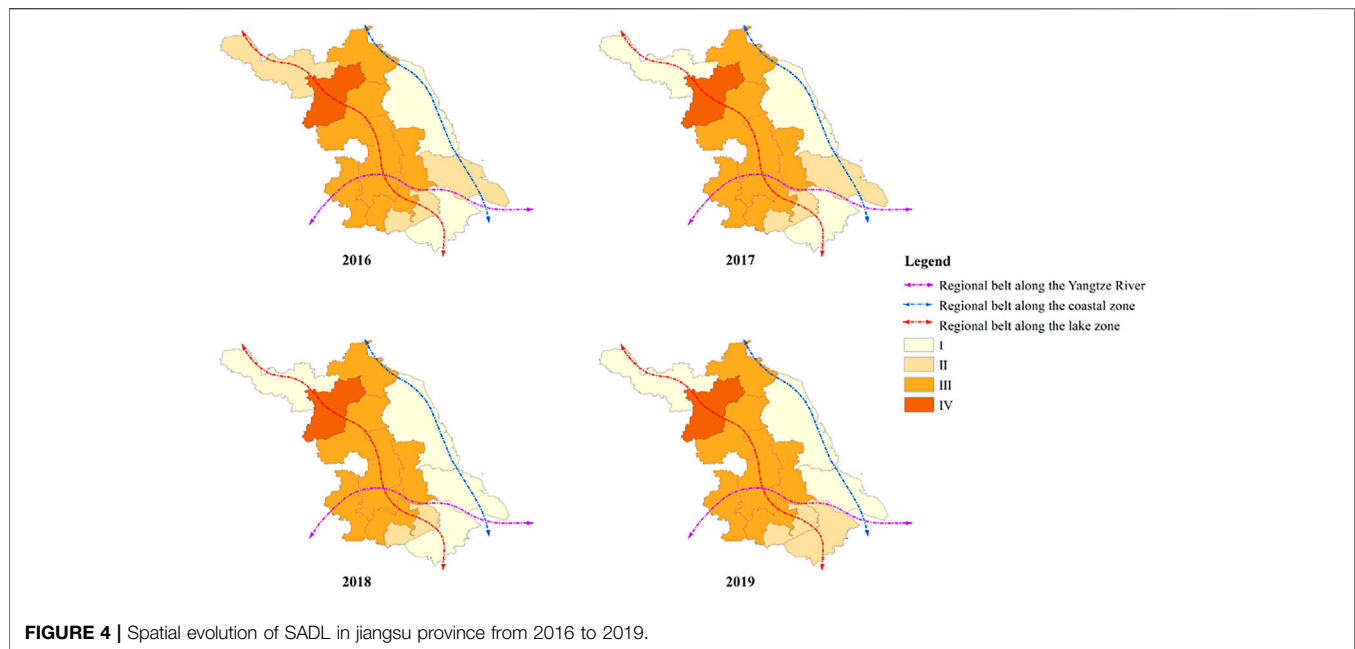 2016
2017
Legend
Regional belt along the Yangtze River
Regional belt along the coastal zone
Regional belt along the lake zone
I
II
III
IV
2018
2019
FIGURE 4 | Spatial evolution of SADL in jiangsu province from 2016 to 2019.